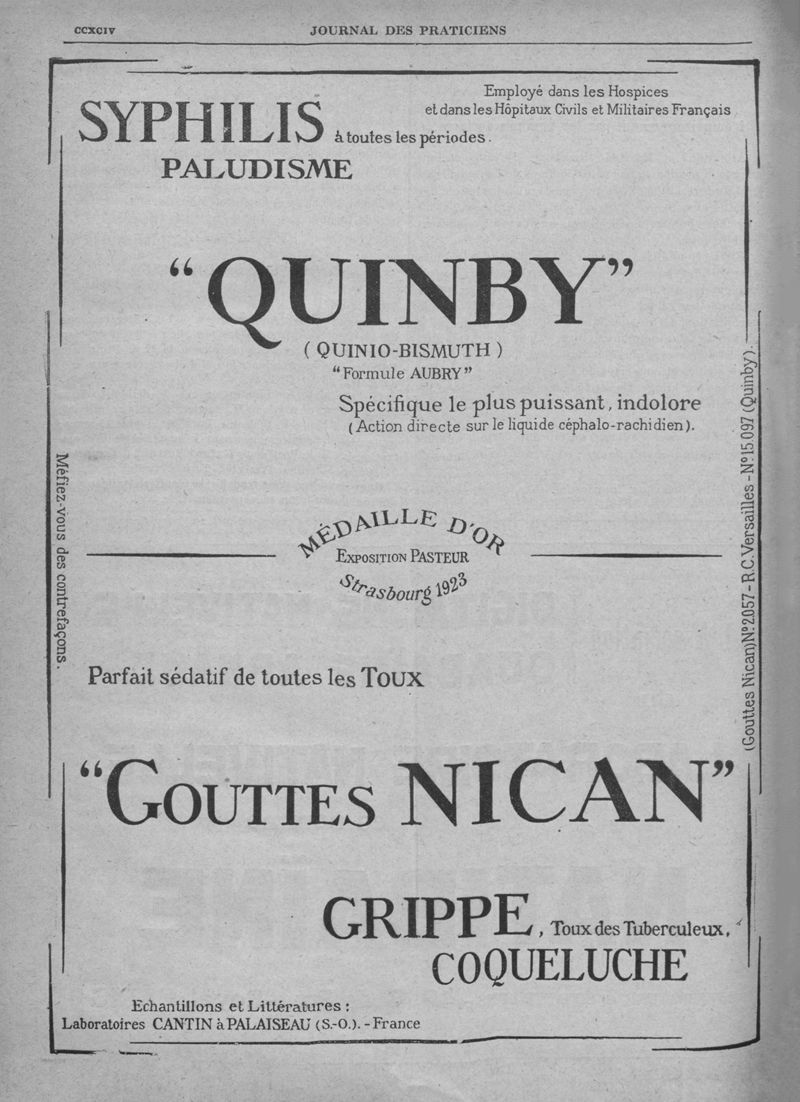 CCXCIV
JOURNAL DES PRATICIENS
Employé dans les Hospices
et dans les Hôpitaux Civils et Militaires Français
SYPHILIS à toutes les périodes.
PALUDISME
“QUINBY”
( QUINIO-BISMUTH )
“Formule AUBRY”
Spécifique le plus puissant, indolore
(Action directe sur le liquide céphalo-rachidien).
Méfiez-vous des contrefaçons.
MÉDAILLE D'OR
EXPOSITION PASTEUR
Strasbourg 1923
(Gouttes Nican) No2.057 - R.C.Versailles - No15.097 (Quinby).
Parfait sédatif de toutes les TOUX
“GOUTTES NICAN”
GRIPPE, Toux des Tuberculeux,
COQUELUCHE
Echantillons et Littératures :
Laboratoires CANTIN à PALAISEAU (S.-O.). - France